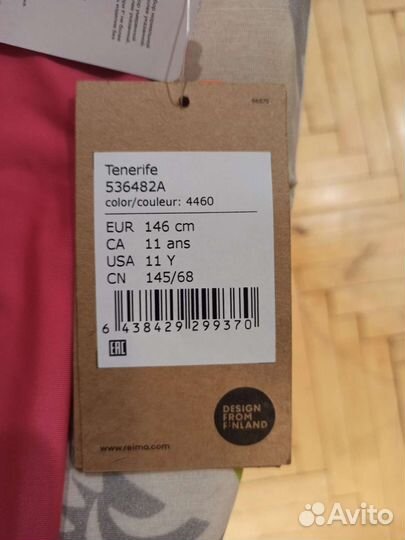 Tenerife
536482A
color/couleur: 4460
EUR 146 cm
CA 11 ans
USA 11 Y
CN 145/68
6 438429 299370
EAC
DESIGN
FROM
FINLAND
www.reima.com
Avito